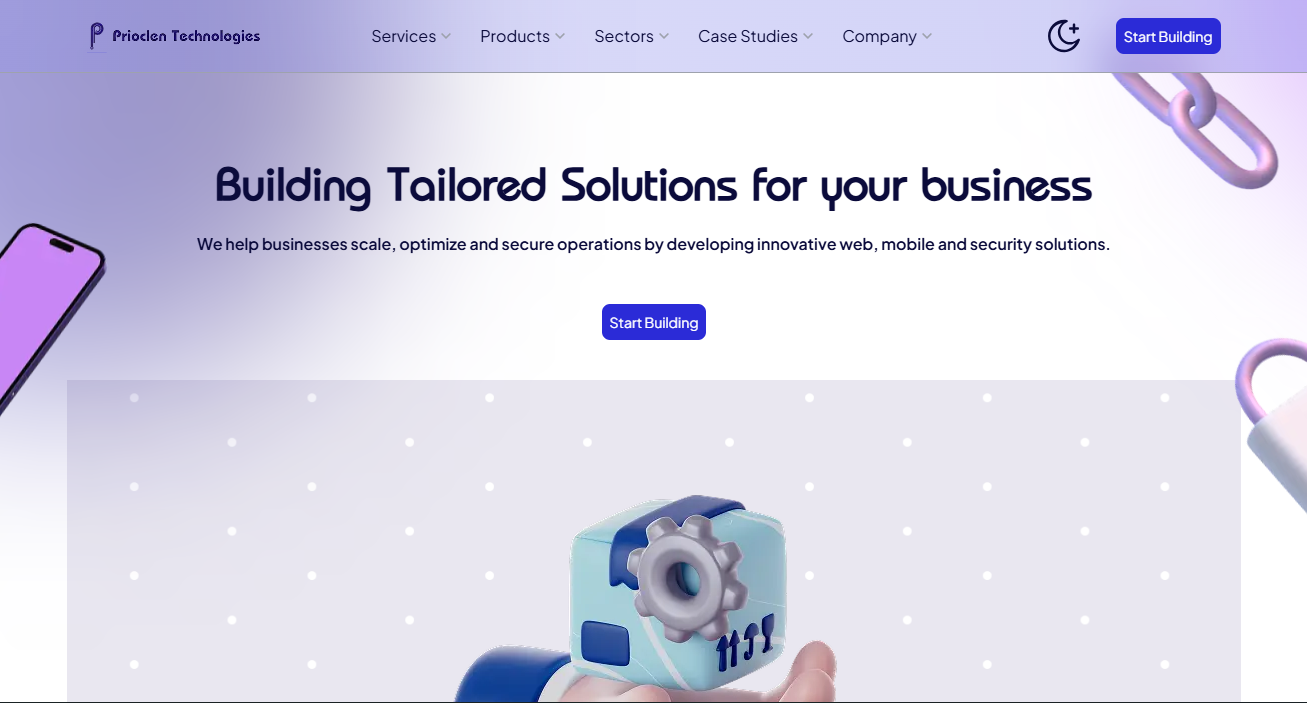 Prioclen Technologies
Services
Products
Sectors
Case Studies
Company
Start Building
Building Tailored Solutions for your business
We help businesses scale, optimize and secure operations by developing innovative web, mobile and security solutions.
Start Building